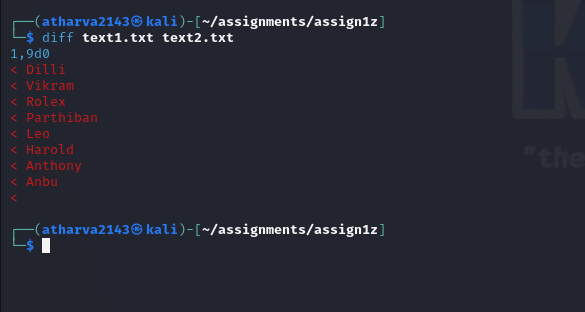 ┌──(atharva2143㉿kali)-[~/assignments/assign1z]
└─$ diff text1.txt text2.txt
1,9d0
< Dilli
< Vikram
< Rolex
< Parthiban
< Leo
< Harold
< Anthony
< Anbu
<
┌──(atharva2143㉿kali)-[~/assignments/assign1z]
└─$
"the